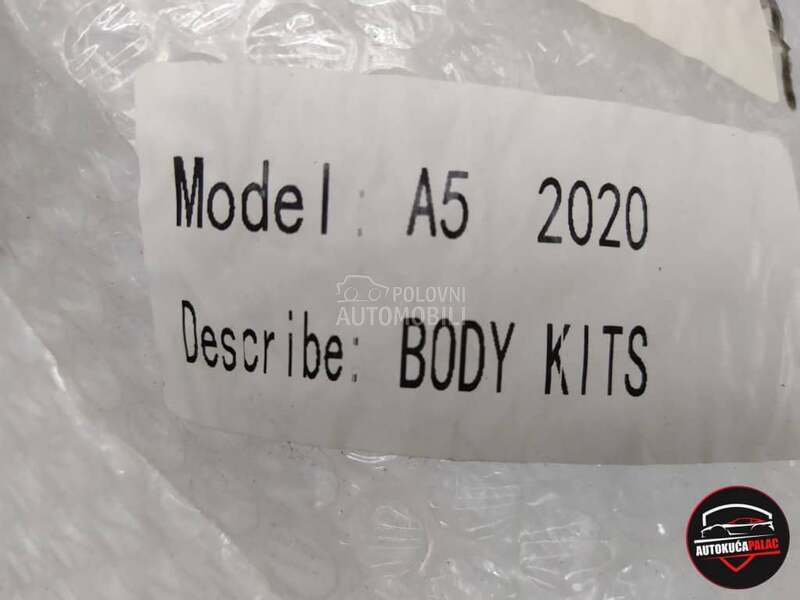 Model: A5 2020
POLOVNI
AUTOMOBILI
Describe: BODY KITS
AUTOKUĆAPALAC